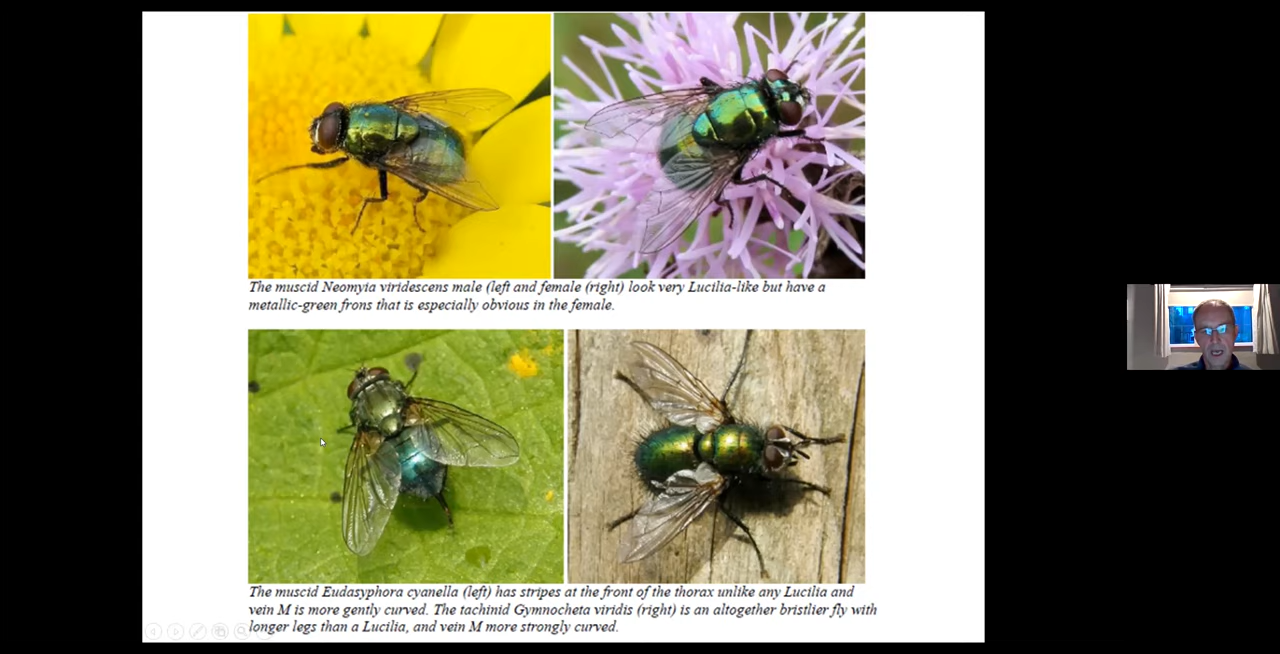 The muscid Neomyia viridescens male (left and female (right) look very Lucilia-like but have a
metallic-green frons that is especially obvious in the female.
The muscid Eudasyphora cyanella (left) has stripes at the front of the thorax unlike any Lucilia and
vein M is more gently curved. The tachinid Gymnocheta viridis (right) is an altogether bristlier fly with
longer legs than a Lucilia, and vein M more strongly curved.